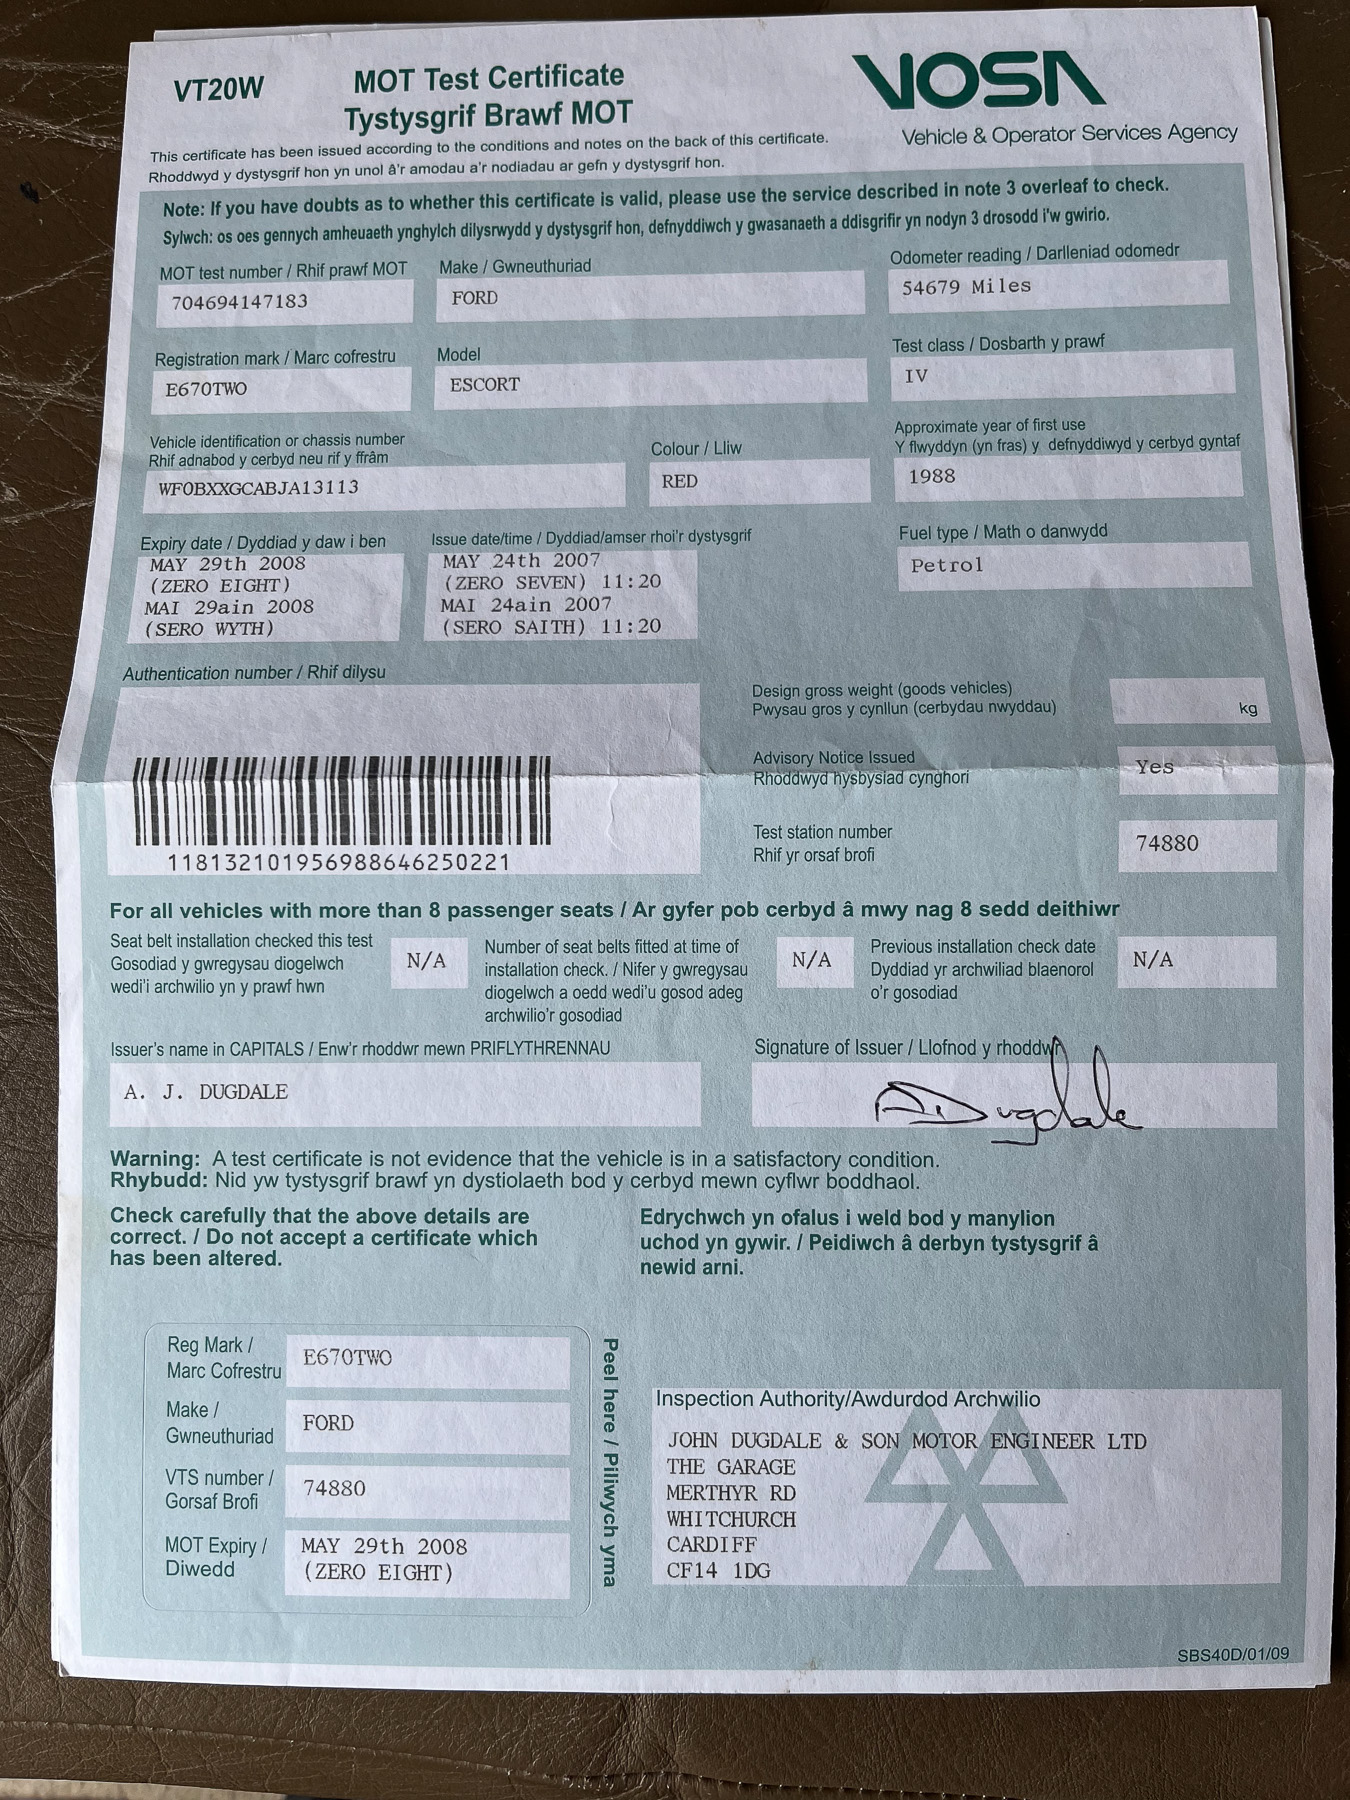 VT20W
MOT Test Certificate
Tystysgrif Brawf MOT
VOSA
Vehicle & Operator Services Agency
This certificate has been issued according to the conditions and notes on the back of this certificate.
Rhoddwyd y dystysgrif hon yn unol â'r amodau a'r nodiadau ar gefn y dystysgrif hon.
Note: If you have doubts as to whether this certificate is valid, please use the service described in note 3 overleaf to check.
Sylwch: os oes gennych amheuaeth ynghylch dilysrwydd y dystysgrif hon, defnyddiwch y gwasanaeth a ddisgrifir yn nodyn 3 drosodd i'w gwirio.
MOT test number / Rhif prawf MOT
704694147183
Make / Gwneuthuriad
FORD
Odometer reading / Darlleniad odomedr
54679 Miles
Registration mark / Marc cofrestru
E670TWO
Model
ESCORT
Test class / Dosbarth y prawf
IV
Vehicle identification or chassis number
Rhif adnabod y cerbyd neu rif y ffrâm
WF0BXXGCABJA13113
Colour / Lliw
RED
Approximate year of first use
Y flwyddyn (yn fras) y defnyddiwyd y cerbyd gyntaf
1988
Expiry date / Dyddiad y daw i ben
MAY 29th 2008
(ZERO EIGHT)
MAI 29ain 2008
(SERO WYTH)
Issue date/time / Dyddiad/amser rhoi'r dystysgrif
MAY 24th 2007
(ZERO SEVEN) 11:20
MAI 24ain 2007
(SERO SAITH) 11:20
Fuel type / Math o danwydd
Petrol
Authentication number / Rhif dilysu
118132101956988646250221
Design gross weight (goods vehicles)
Pwysau gros y cynllun (cerbydau nwyddau)
kg
Advisory Notice Issued
Rhoddwyd hysbysiad cynghori
Yes
Test station number
Rhif yr orsaf brofi
74880
For all vehicles with more than 8 passenger seats / Ar gyfer pob cerbyd â mwy nag 8 sedd deithiwr
Seat belt installation checked this test
Gosodiad y gwregysau diogelwch
wedi'i archwilio yn y prawf hwn
N/A
Number of seat belts fitted at time of
installation check. / Nifer y gwregysau
diogelwch a oedd wedi'u gosod adeg
archwilio'r gosodiad
N/A
Previous installation check date
Dyddiad yr archwiliad blaenorol
o'r gosodiad
N/A
Issuer's name in CAPITALS / Enw'r rhoddwr mewn PRIFLYTHRENNAU
A. J. DUGDALE
Signature of Issuer / Llofnod y rhoddwr
A. Dugdale
Warning: A test certificate is not evidence that the vehicle is in a satisfactory condition.
Rhybudd: Nid yw tystysgrif brawf yn dystiolaeth bod y cerbyd mewn cyflwr boddhaol.
Check carefully that the above details are
correct. / Do not accept a certificate which
has been altered.
Edrychwch yn ofalus i weld bod y manylion
uchod yn gywir. / Peidiwch â derbyn tystysgrif â
newid arni.
Reg Mark /
Marc Cofrestru
E670TWO
Make /
Gwneuthuriad
FORD
VTS number /
Gorsaf Brofi
74880
MOT Expiry /
Diwedd
MAY 29th 2008
(ZERO EIGHT)
Peel here / Piliwych yma
Inspection Authority/Awdurdod Archwilio
JOHN DUGDALE & SON MOTOR ENGINEER LTD
THE GARAGE
MERTHYR RD
WHITCHURCH
CARDIFF
CF14 1DG
SBS40D/01/09